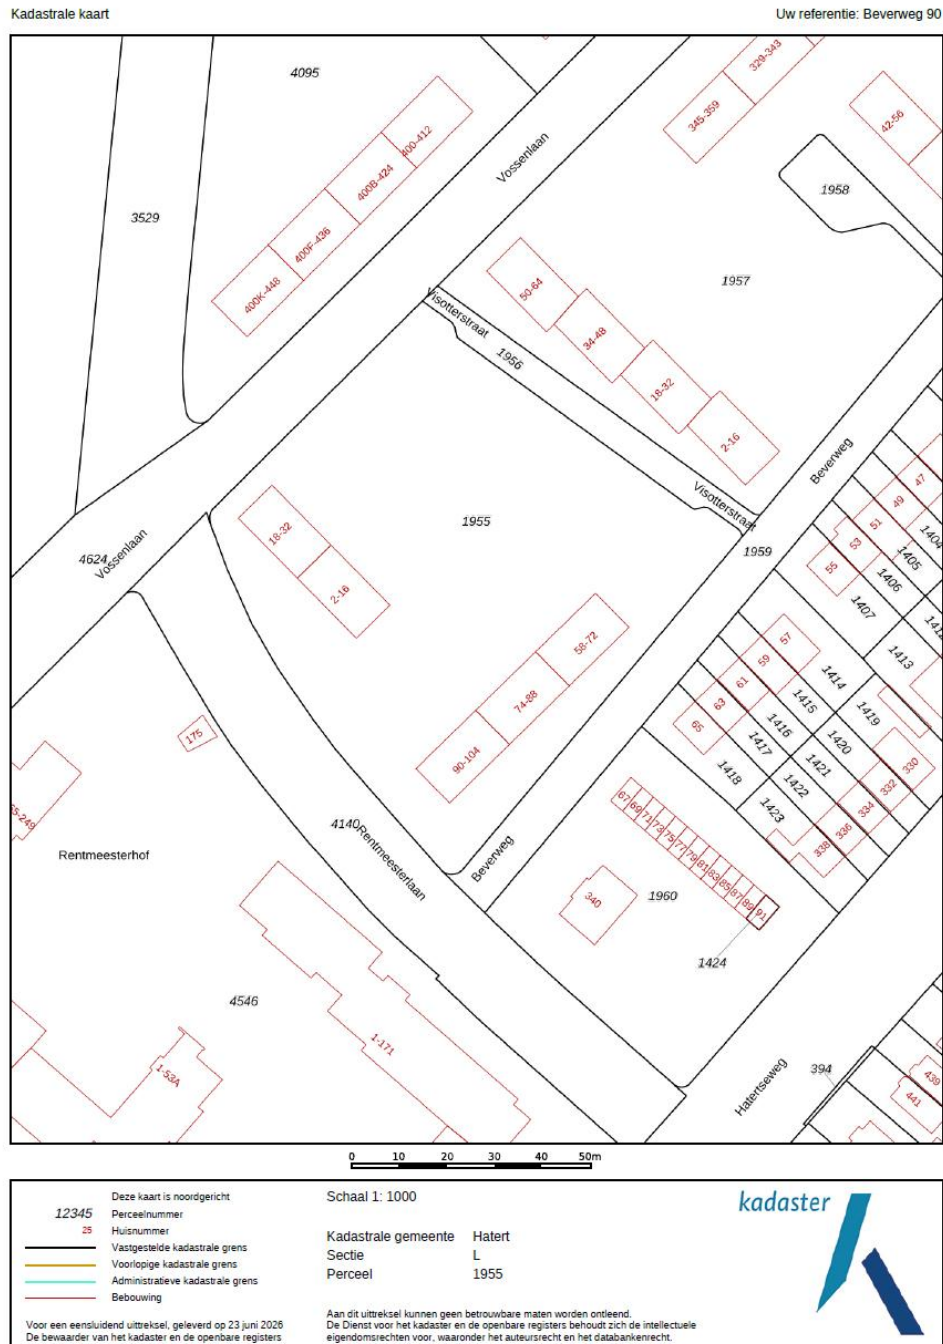 Kadastrale kaart
Uw referentie: Beverweg 90
4095
329-343
345-359
42-56
400-412
Vossenlaan
400B-424
1958
3529
400F-436
400K-448
1957
50-64
Visotterstraat
34-48
1956
18-32
2-16
Beverweg
47
49
Visotterstraat
51
1404
53
1405
55
1406
1959
1955
18-32
4624
Vossenlaan
2-16
1407
1413
57
58-72
59
1414
61
1415
1419
63
1416
1420
65
1417
1421
74-88
330
175
1418
1422
332
90-104
1423
334
336
338
67
69
71
73
75
77
79
81
83
85
87
89
91
4140
Rentmeesterlaan
Beverweg
Rentmeesterhof
340
1960
1424
4546
1-171
1-53A
Hatertseweg
394
439
441
0 10 20 30 40 50m
Deze kaart is noordgericht
12345 Perceelnummer
25 Huisnummer
Vastgestelde kadastrale grens
Voorlopige kadastrale grens
Administratieve kadastrale grens
Bebouwing
Voor een eensluidend uittreksel, geleverd op 23 juni 2026
De bewaarder van het kadaster en de openbare registers
Schaal 1: 1000
Kadastrale gemeente Hatert
Sectie L
Perceel 1955
Aan dit uittreksel kunnen geen betrouwbare maten worden ontleend.
De Dienst voor het kadaster en de openbare registers behoudt zich de intellectuele
eigendomsrechten voor, waaronder het auteursrecht en het databankenrecht.
kadaster